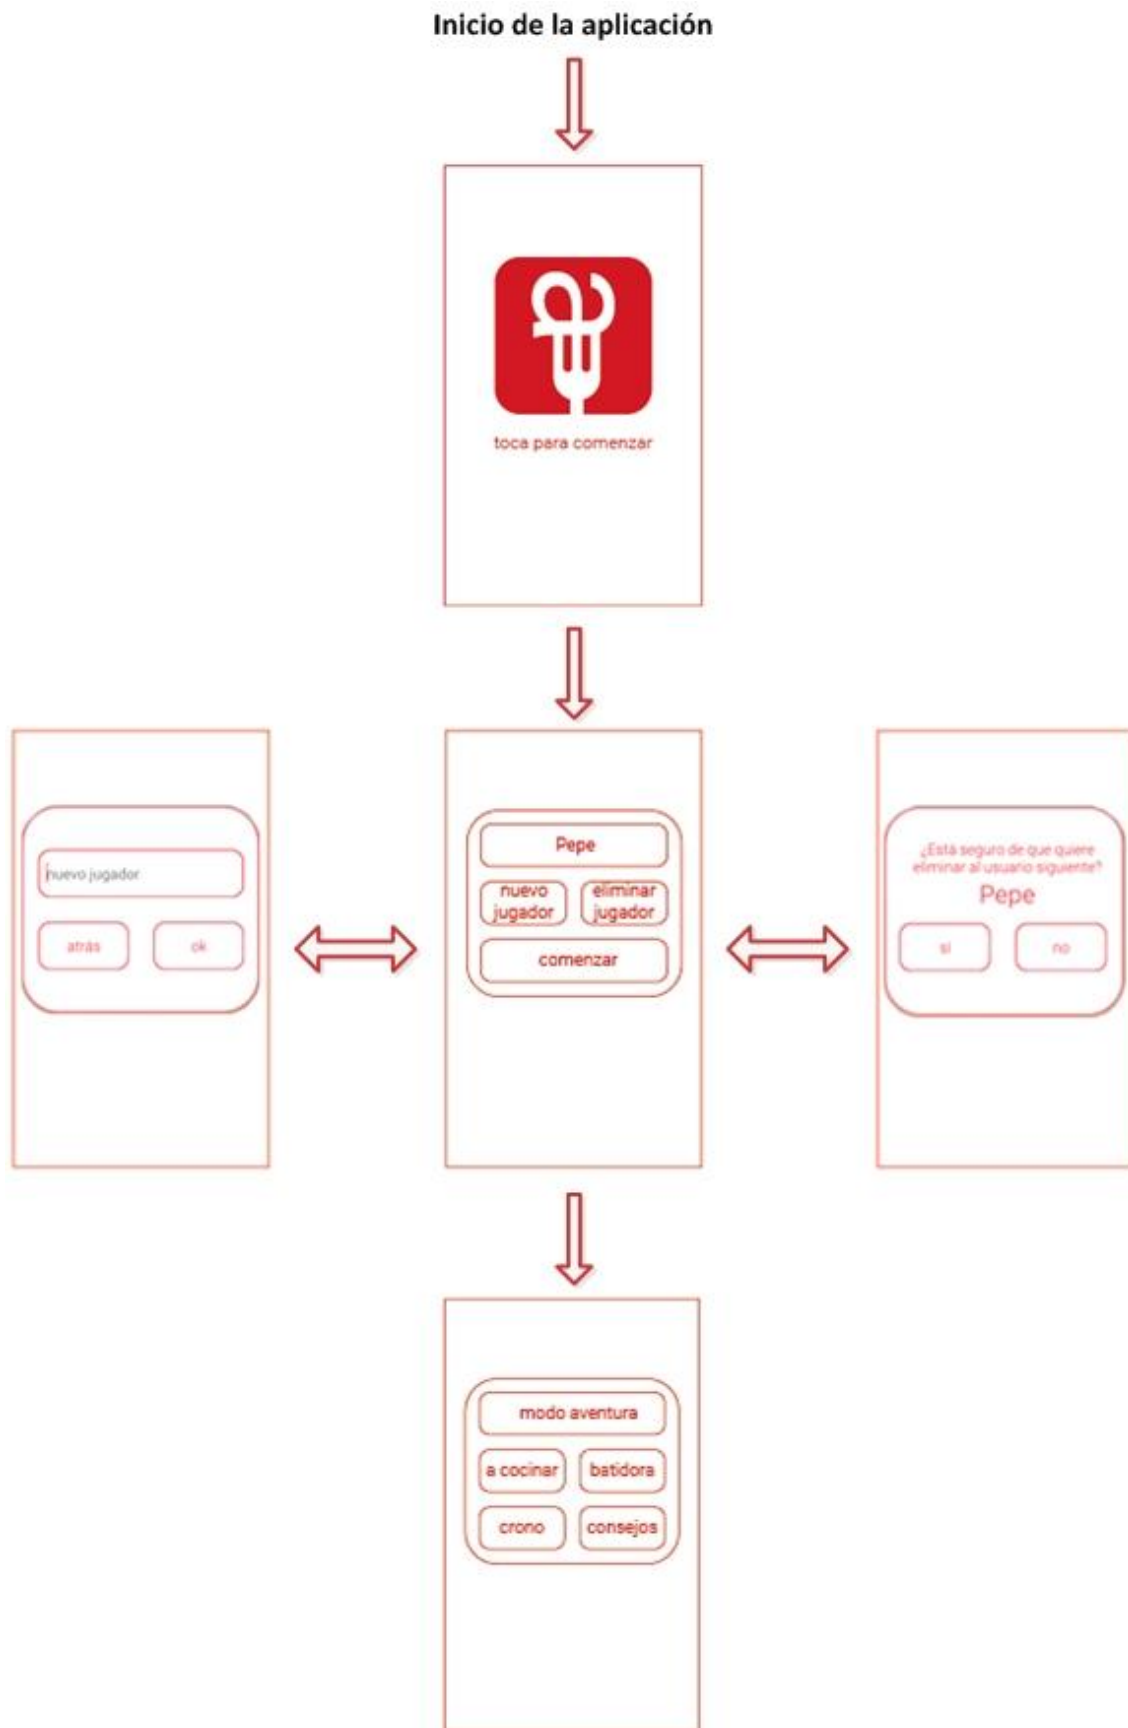 Inicio de la aplicación
toca para comenzar
nuevo jugador
atrás
ok
Pepe
nuevo
jugador
eliminar
jugador
comenzar
¿Está seguro de que quiere
eliminar al usuario siguiente?
Pepe
si
no
modo aventura
a cocinar
batidora
crono
consejos